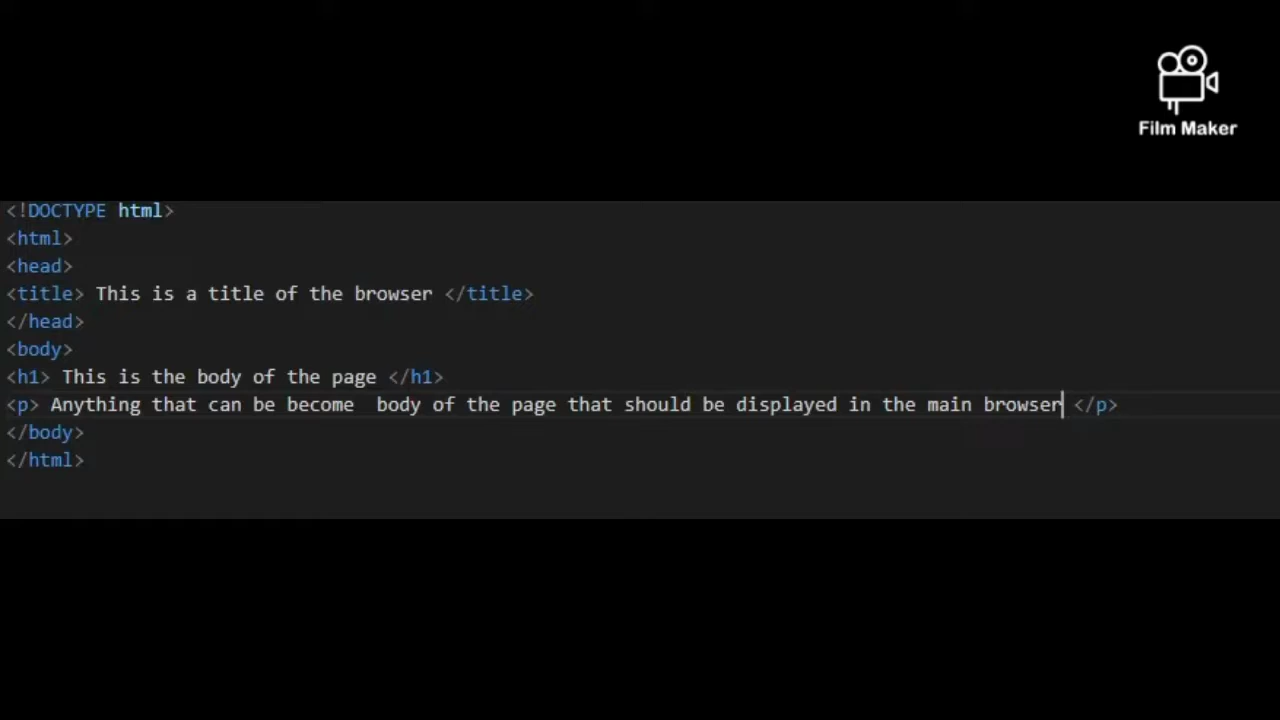 Film Maker
<!DOCTYPE html>
<html>
<head>
<title> This is a title of the browser </title>
</head>
<body>
<h1> This is the body of the page </h1>
<p> Anything that can be become  body of the page that should be displayed in the main browser </p>
</body>
</html>